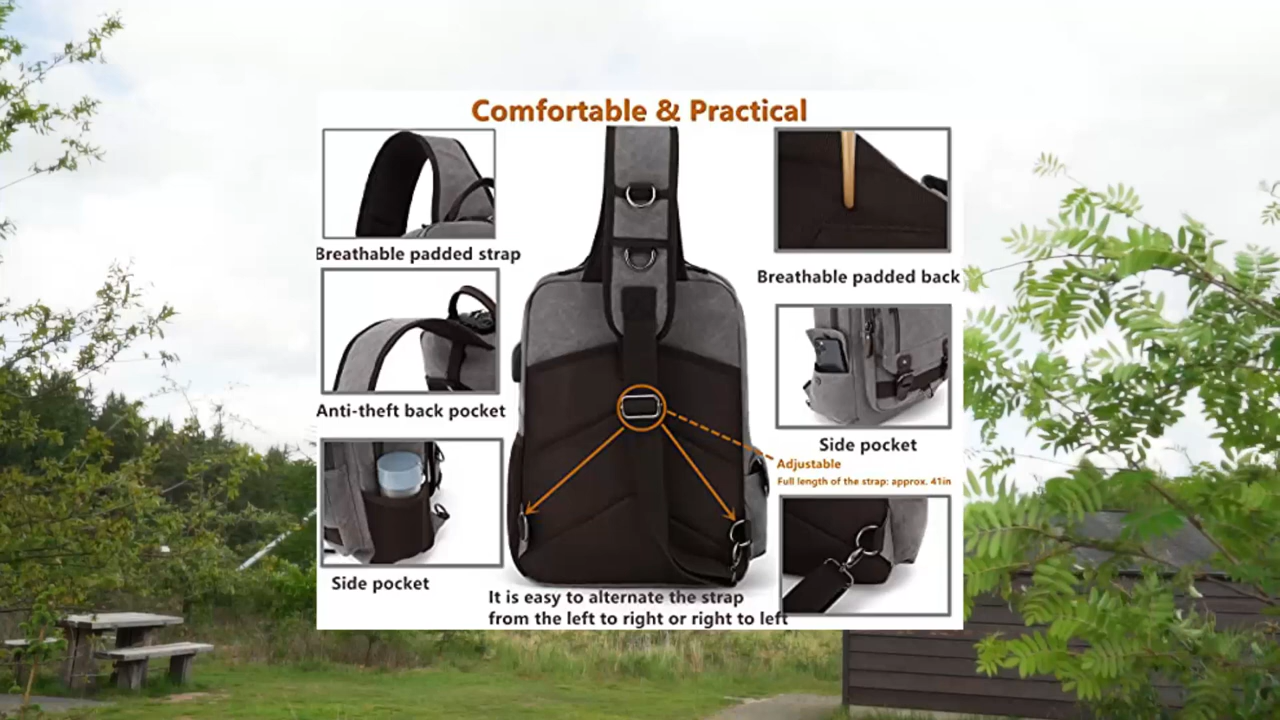 Comfortable & Practical
Breathable padded strap
Breathable padded back
Anti-theft back pocket
Side pocket
Adjustable
Full length of the strap: approx. 41in
Side pocket
It is easy to alternate the strap
from the left to right or right to left